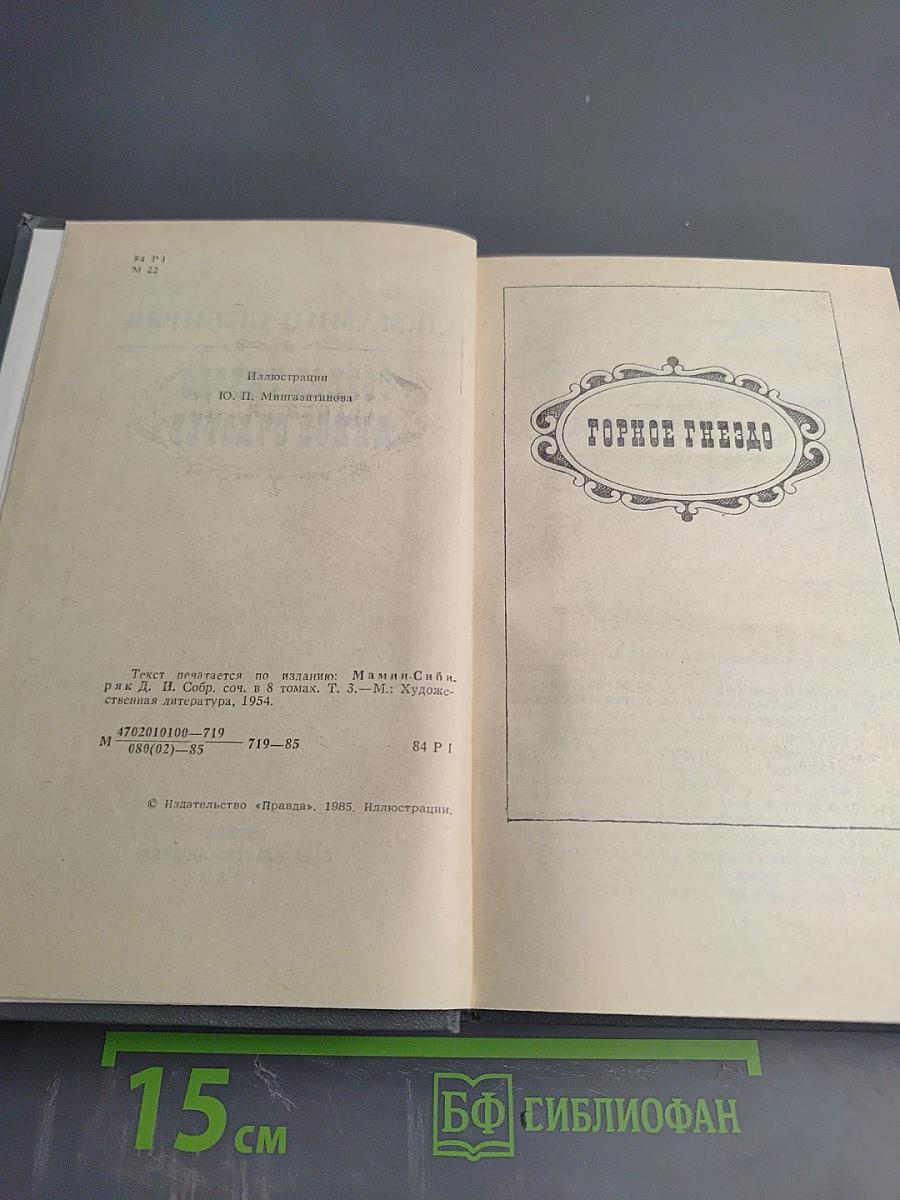 84 Р I
М 22
Иллюстрации
Ю. П. Мингазитинова
Текст печатается по изданию: Мамин-Сиби-
ряк Д. Н. Собр. соч. в 8 томах. Т. 3.—М.: Художе-
ственная литература, 1954.
М 4702010100—719
080(02)—85
719—85
84 Р I
© Издательство «Правда». 1985. Иллюстрации.
ГОРНОЕ ГНЕЗДО
15 см
БФ БИБЛИОФАН